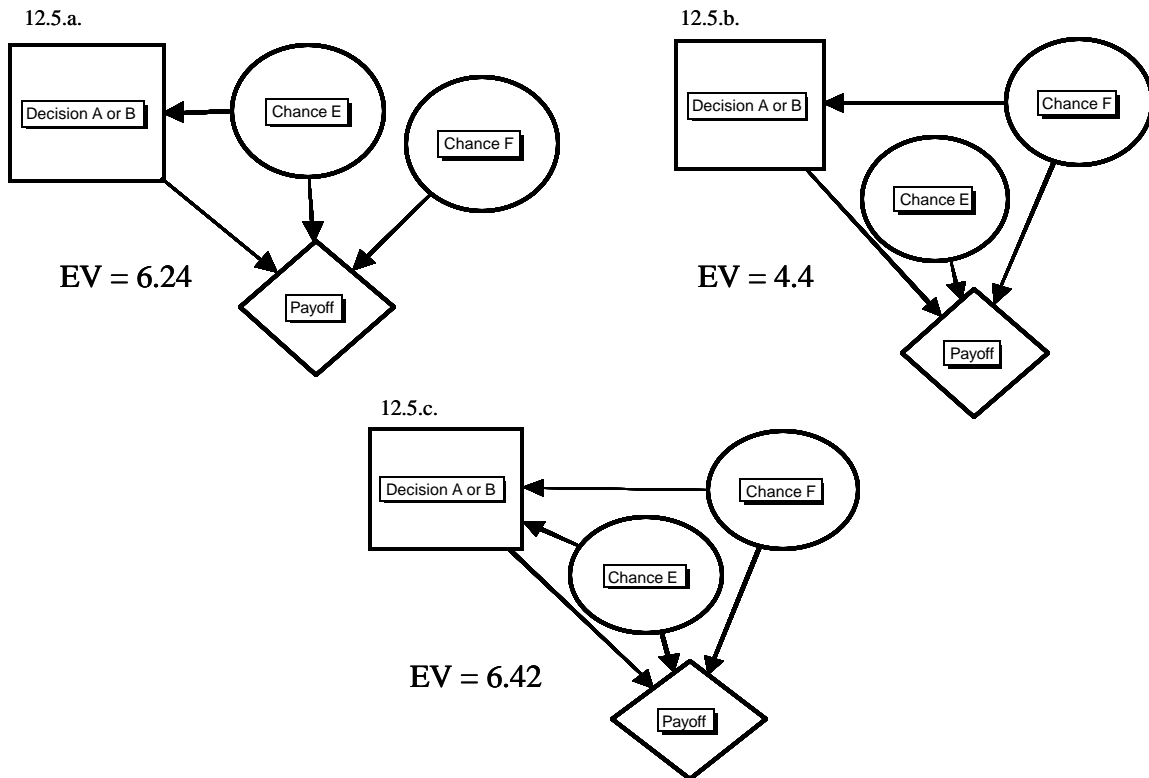 12.5.a.
Decision A or B
Chance E
Chance F
EV = 6.24
Payoff
12.5.b.
Decision A or B
Chance F
Chance E
EV = 4.4
Payoff
12.5.c.
Decision A or B
Chance F
Chance E
EV = 6.42
Payoff